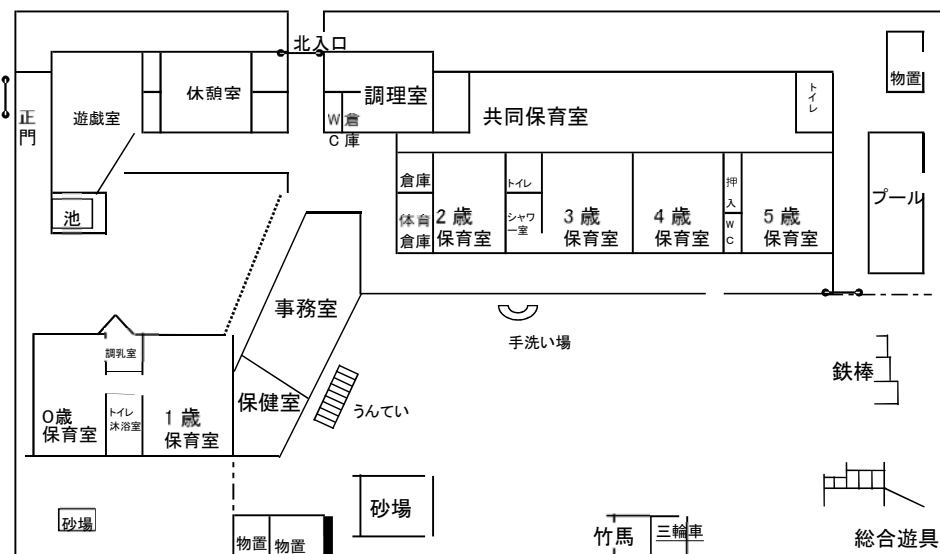 北入口
物置
正
門
遊戯室
休憩室
調理室
W倉
C庫
共同保育室
トイレ
プール
池
倉庫
体育
倉庫
2 歳
保育室
トイレ
シャワ
ー室
3 歳
保育室
4 歳
保育室
押
入
W
C
5 歳
保育室
事務室
手洗い場
鉄棒
調乳室
保健室
うんてい
0歳
保育室
トイレ
沐浴室
1 歳
保育室
砂場
砂場
物置
物置
竹馬
三輪車
総合遊具